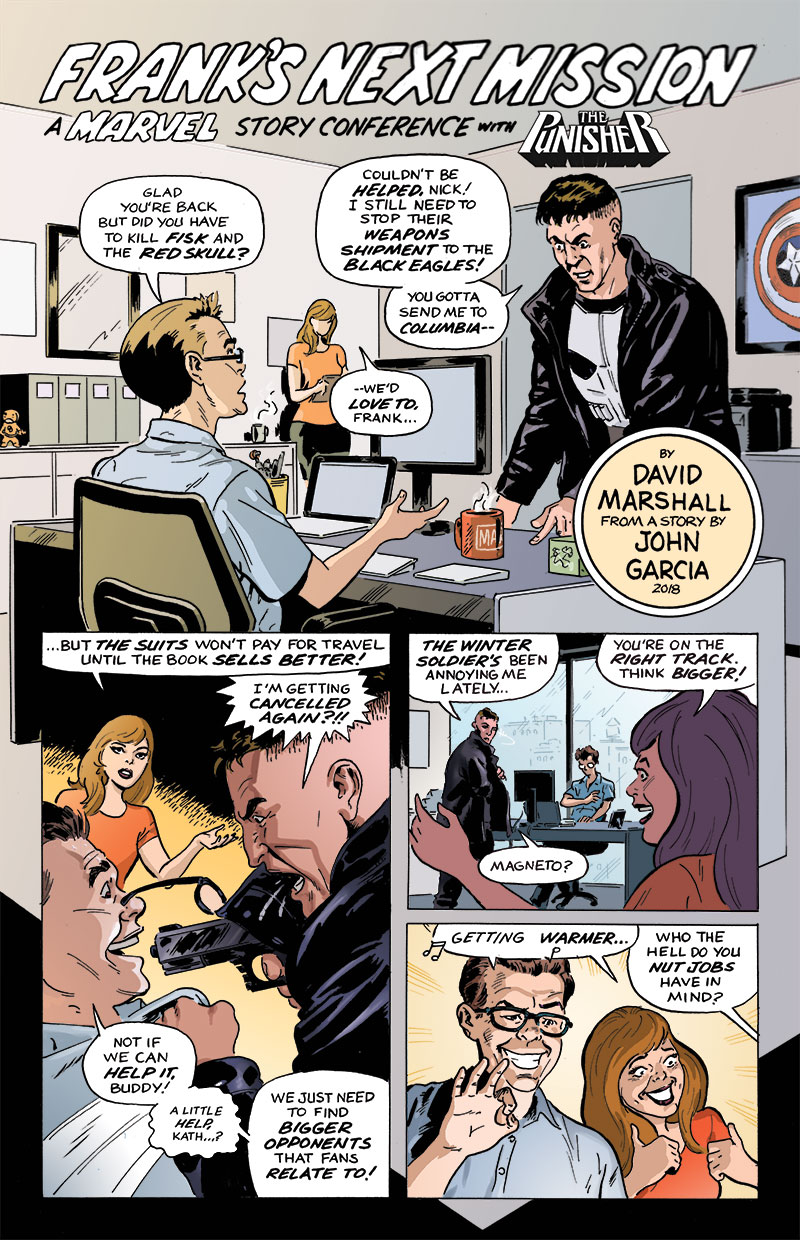 FRANK'S NEXT MISSION
A MARVEL STORY CONFERENCE WITH THE PUNISHER
GLAD
YOU'RE BACK
BUT DID YOU HAVE
TO KILL FISK AND
THE RED SKULL?
COULDN'T BE
HELPED, NICK!
I STILL NEED TO
STOP THEIR
WEAPONS
SHIPMENT TO THE
BLACK EAGLES!
YOU GOTTA
SEND ME TO
COLUMBIA--
--WE'D
LOVE TO,
FRANK...
MA
BY
DAVID
MARSHALL
FROM A STORY BY
JOHN
GARCIA
2018
...BUT THE SUITS WON'T PAY FOR TRAVEL
UNTIL THE BOOK SELLS BETTER!
I'M GETTING
CANCELLED
AGAIN?!!
NOT IF
WE CAN
HELP IT,
BUDDY!
A LITTLE
HELP,
KATH...?
WE JUST NEED
TO FIND
BIGGER
OPPONENTS
THAT FANS
RELATE TO!
THE WINTER
SOLDIER'S BEEN
ANNOYING ME
LATELY...
YOU'RE ON THE
RIGHT TRACK.
THINK BIGGER!
MAGNETO?
GETTING WARMER...
P
WHO THE
HELL DO YOU
NUT JOBS
HAVE IN
MIND?